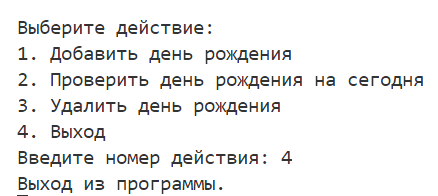 Выберите действие:
1. Добавить день рождения
2. Проверить день рождения на сегодня
3. Удалить день рождения
4. Выход
Введите номер действия: 4
Выход из программы.